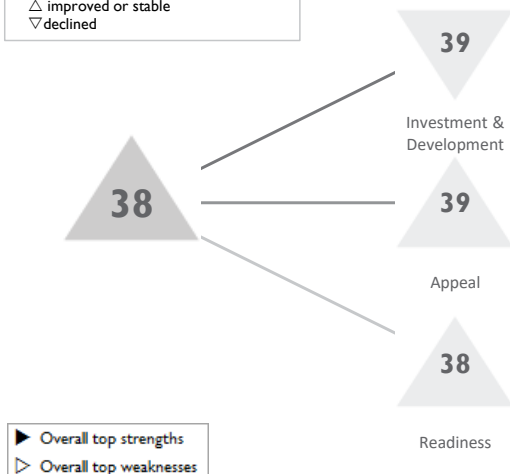 △ improved or stable
▽ declined
39
Investment &
Development
38
39
Appeal
38
Readiness
▶ Overall top strengths
▷ Overall top weaknesses